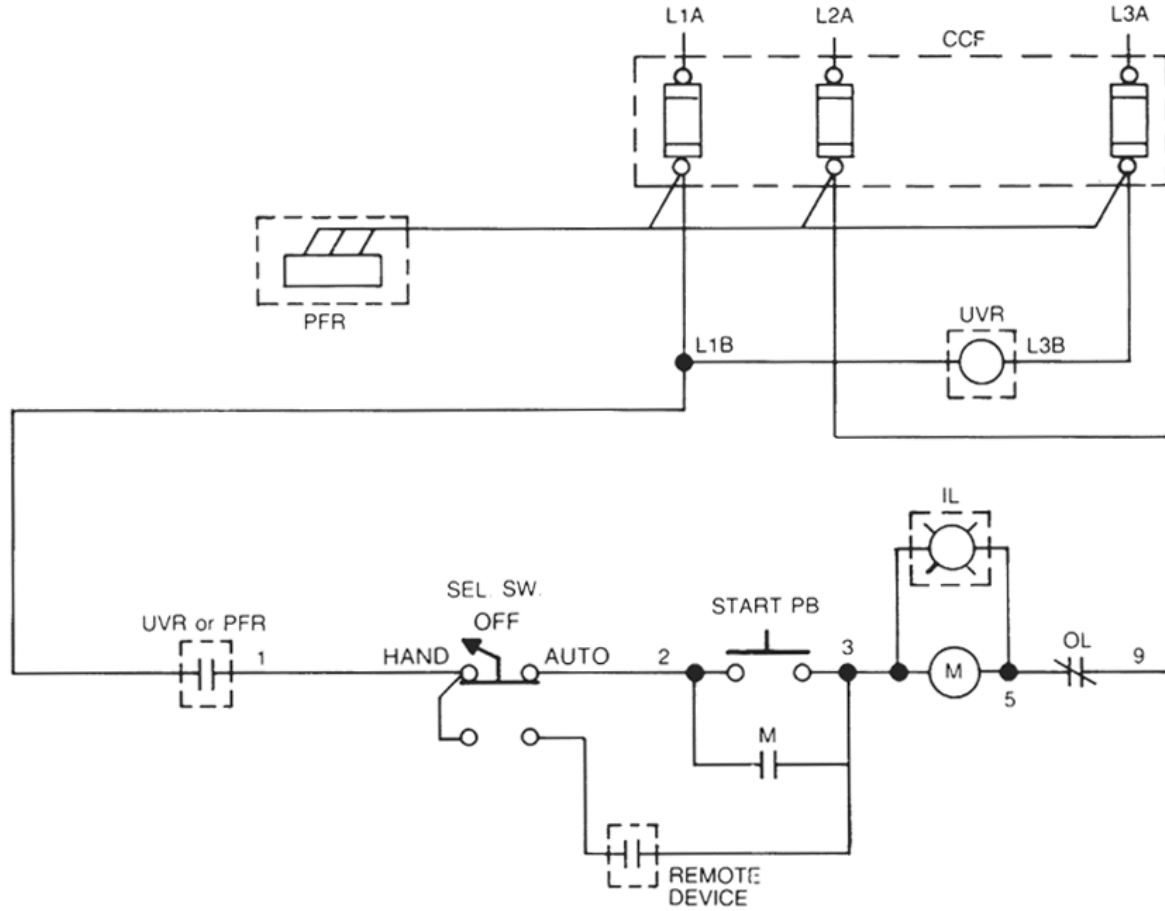 L1A
L2A
L3A
CCF
PFR
UVR
L1B
L3B
IL
SEL. SW.
OFF
START PB
UVR or PFR
1
HAND
AUTO
2
3
OL
9
M
5
M
REMOTE
DEVICE